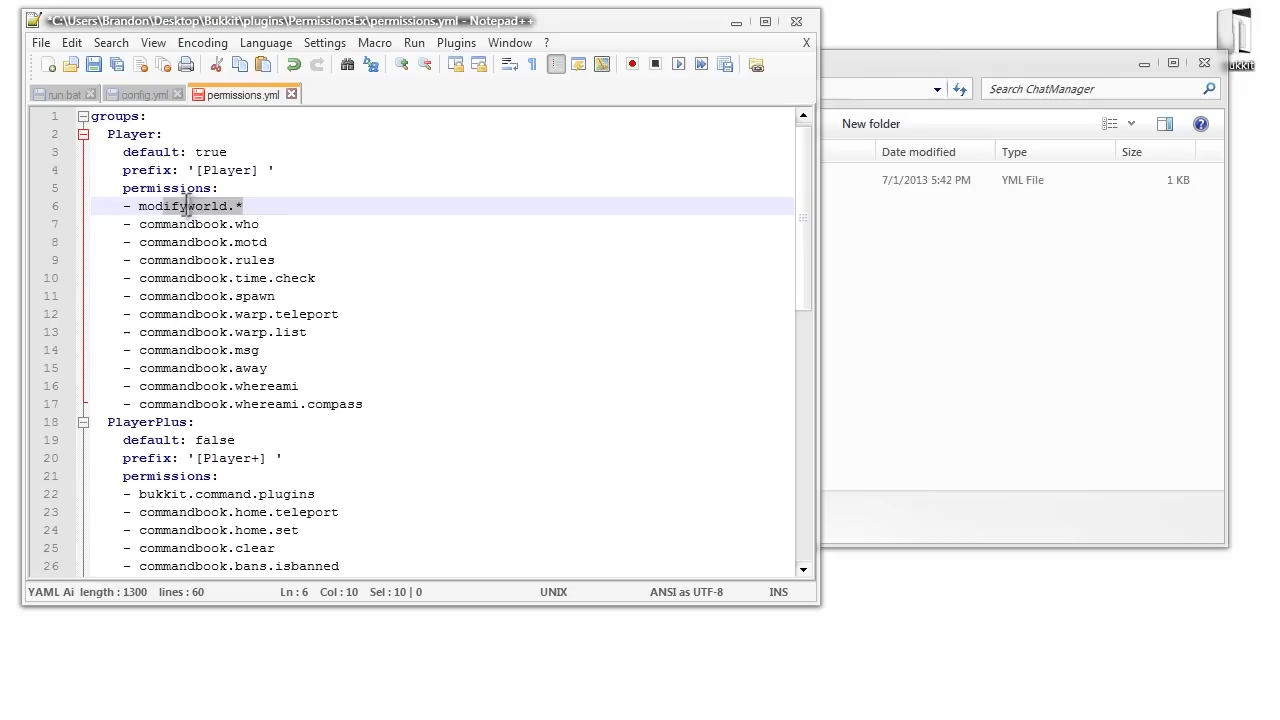 *C:\Users\Brandon\Desktop\Bukkit\plugins\PermissionsEx\permissions.yml - Notepad++
File Edit Search View Encoding Language Settings Macro Run Plugins Window ? X
run.bat config.yml permissions.yml
1 groups:
2 Player:
3 default: true
4 prefix: '[Player] '
5 permissions:
6 - modifyworld.*
7 - commandbook.who
8 - commandbook.motd
9 - commandbook.rules
10 - commandbook.time.check
11 - commandbook.spawn
12 - commandbook.warp.teleport
13 - commandbook.warp.list
14 - commandbook.msg
15 - commandbook.away
16 - commandbook.whereami
17 - commandbook.whereami.compass
18 PlayerPlus:
19 default: false
20 prefix: '[Player+] '
21 permissions:
22 - bukkit.command.plugins
23 - commandbook.home.teleport
24 - commandbook.home.set
25 - commandbook.clear
26 - commandbook.bans.isbanned
YAML Ai length : 1300 lines : 60 Ln : 6 Col : 10 Sel : 10 | 0 UNIX ANSI as UTF-8 INS
Search ChatManager
New folder
Date modified Type Size
7/1/2013 5:42 PM YML File 1 KB